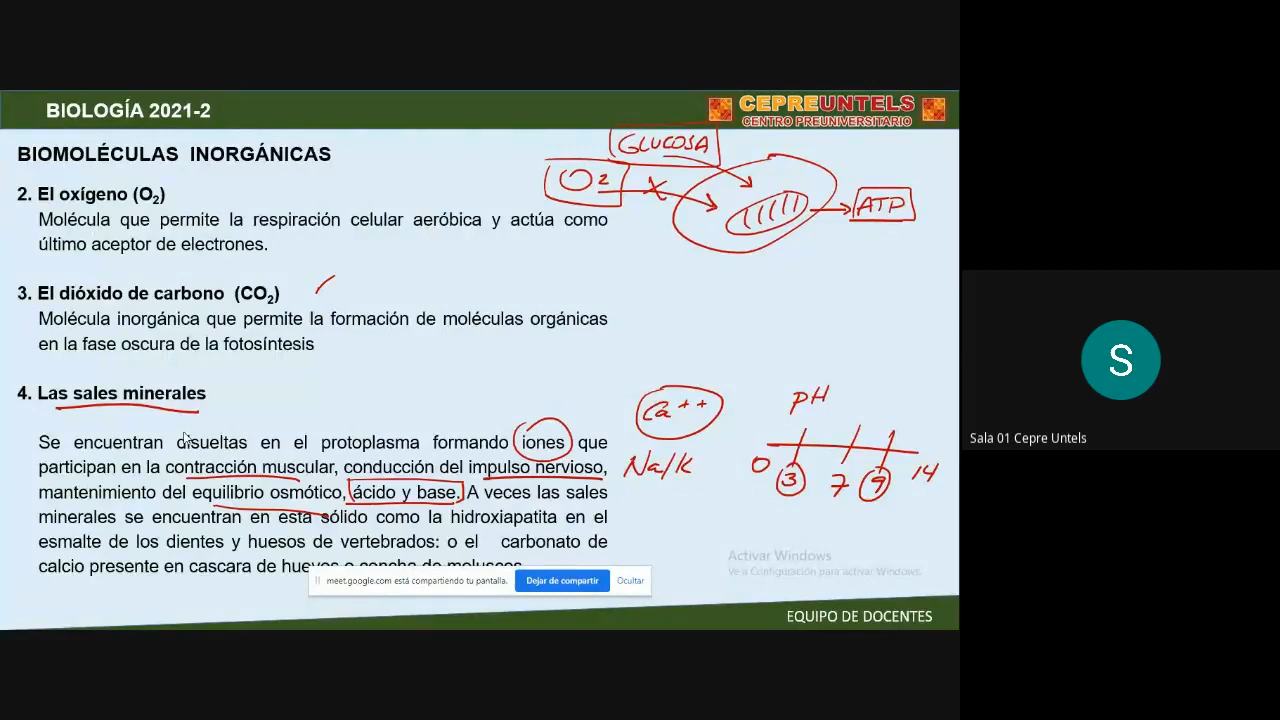 BIOLOGÍA 2021-2
CEPREUNTELS
CENTRO PREUNIVERSITARIO
BIOMOLÉCULAS INORGÁNICAS
GLUCOSA
O2
ATP
2. El oxígeno (O2)
Molécula que permite la respiración celular aeróbica y actúa como
último aceptor de electrones.
3. El dióxido de carbono (CO2)
Molécula inorgánica que permite la formación de moléculas orgánicas
en la fase oscura de la fotosíntesis
4. Las sales minerales
Se encuentran disueltas en el protoplasma formando iones que
participan en la contracción muscular, conducción del impulso nervioso,
mantenimiento del equilibrio osmótico, ácido y base. A veces las sales
minerales se encuentran en esta sólido como la hidroxiapatita en el
esmalte de los dientes y huesos de vertebrados: o el carbonato de
calcio presente en cascara de huevos o concha de moluscos.
Ca++
Na/K
PH
0 3 7 9 14
Activar Windows
Ve a Configuración para activar Windows.
meet.google.com está compartiendo tu pantalla.
Dejar de compartir
Ocultar
EQUIPO DE DOCENTES
S
Sala 01 Cepre Untels